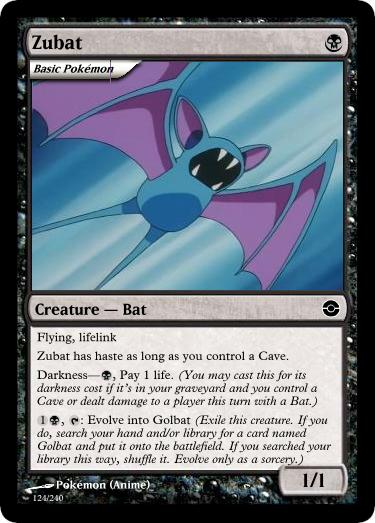 Zubat
Basic Pokémon
Creature — Bat
Flying, lifelink
Zubat has haste as long as you control a Cave.
Darkness—, Pay 1 life. (You may cast this for its
darkness cost if it's in your graveyard and you control a
Cave or dealt damage to a player this turn with a Bat.)
1, : Evolve into Golbat (Exile this creature. If you
do, search your hand and/or library for a card named
Golbat and put it onto the battlefield. If you searched your
library this way, shuffle it. Evolve only as a sorcery.)
1/1
Pokémon (Anime)
124/240